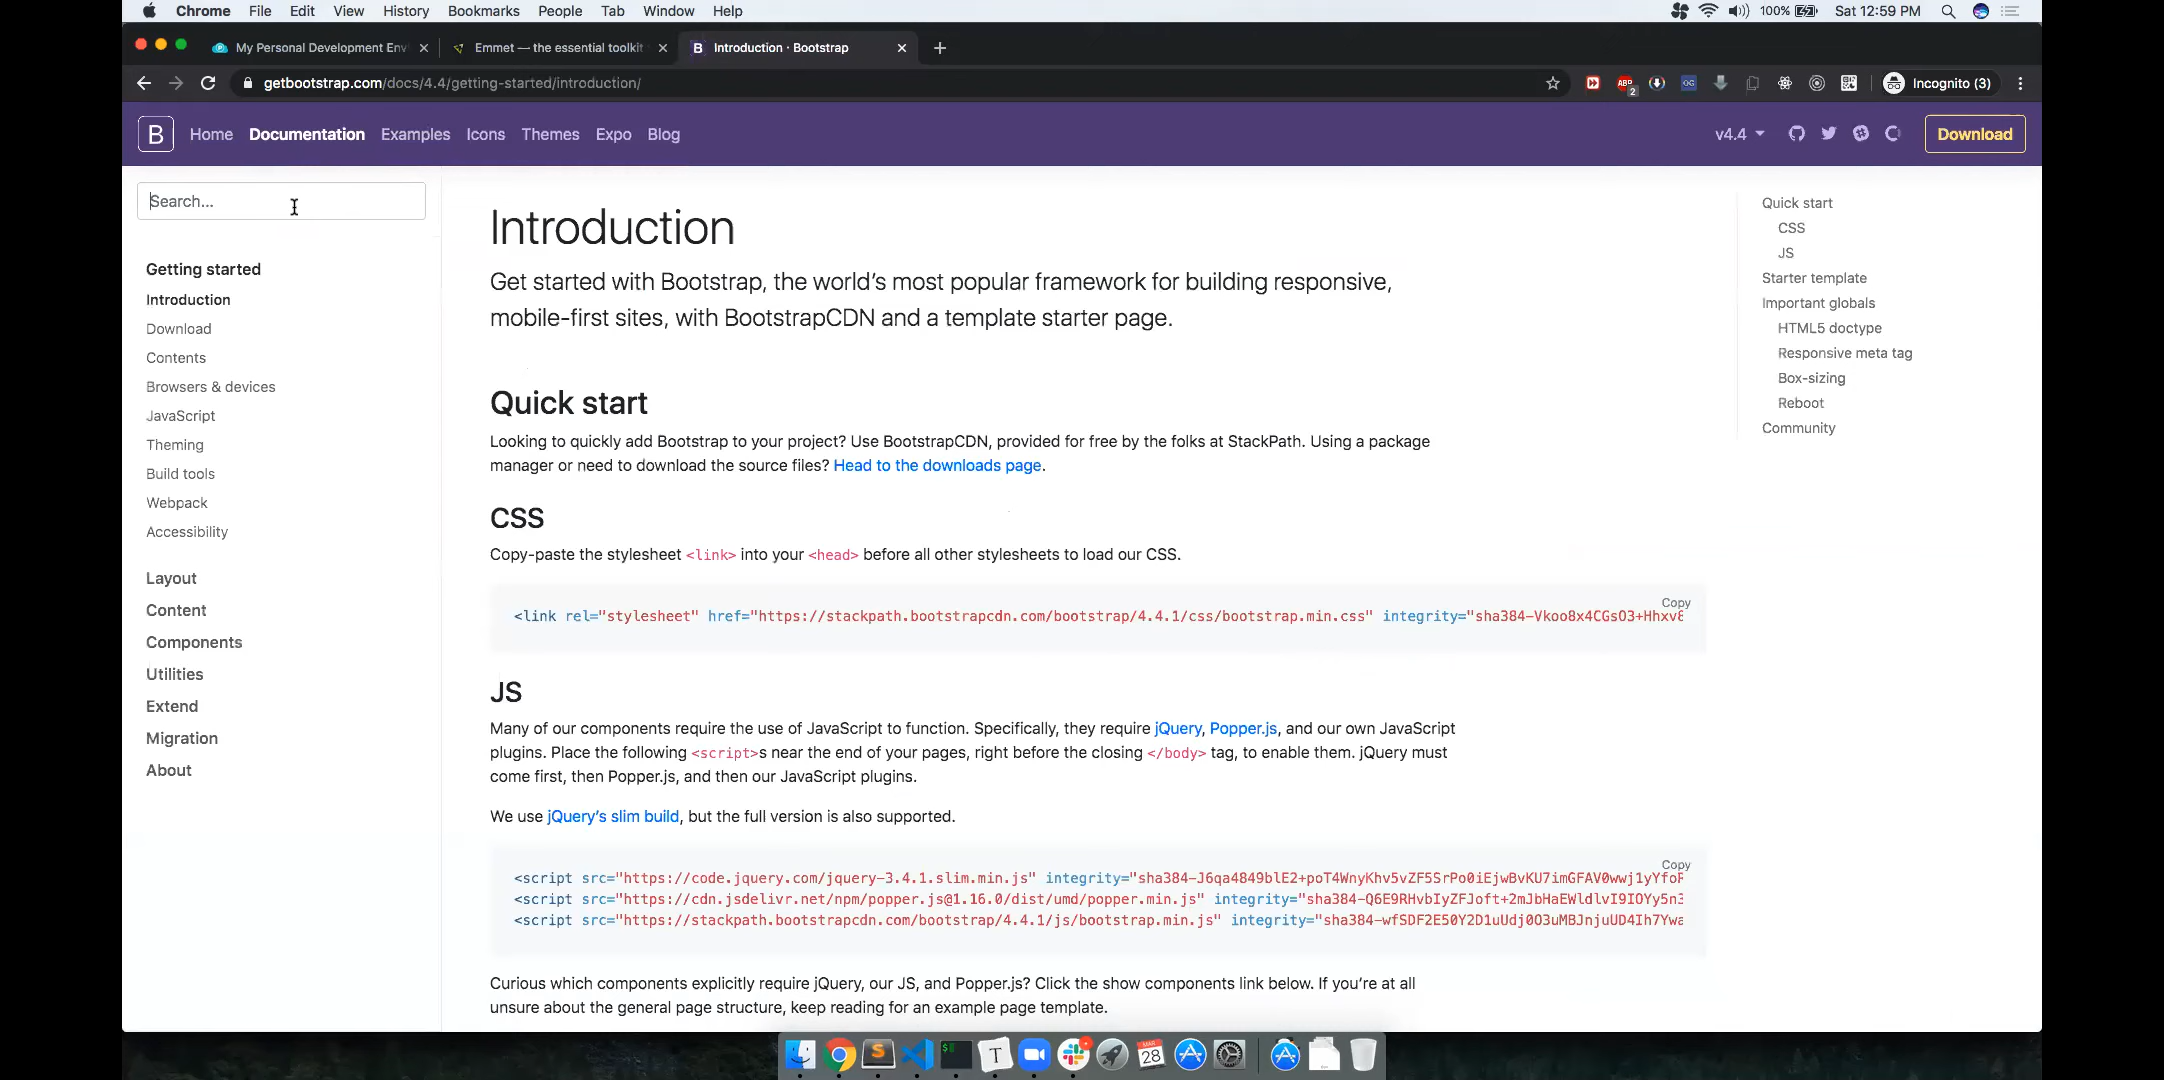 Chrome File Edit View History Bookmarks People Tab Window Help 100% Sat 12:59 PM
My Personal Development Env Emmet — the essential toolkit Introduction · Bootstrap
getbootstrap.com/docs/4.4/getting-started/introduction/ ABP 2 OG Incognito (3)
B Home Documentation Examples Icons Themes Expo Blog v4.4 Download
Search...
Getting started
Introduction
Download
Contents
Browsers & devices
JavaScript
Theming
Build tools
Webpack
Accessibility
Layout
Content
Components
Utilities
Extend
Migration
About
Introduction
Get started with Bootstrap, the world's most popular framework for building responsive,
mobile-first sites, with BootstrapCDN and a template starter page.
Quick start
Looking to quickly add Bootstrap to your project? Use BootstrapCDN, provided for free by the folks at StackPath. Using a package
manager or need to download the source files? Head to the downloads page.
CSS
Copy-paste the stylesheet <link> into your <head> before all other stylesheets to load our CSS.
Copy
<link rel="stylesheet" href="https://stackpath.bootstrapcdn.com/bootstrap/4.4.1/css/bootstrap.min.css" integrity="sha384-Vkoo8x4CGsO3+Hhxv8
JS
Many of our components require the use of JavaScript to function. Specifically, they require jQuery, Popper.js, and our own JavaScript
plugins. Place the following <script>s near the end of your pages, right before the closing </body> tag, to enable them. jQuery must
come first, then Popper.js, and then our JavaScript plugins.
We use jQuery's slim build, but the full version is also supported.
Copy
<script src="https://code.jquery.com/jquery-3.4.1.slim.min.js" integrity="sha384-J6qa4849blE2+poT4WnyKhv5vZF5SrPo0iEjwBvKU7imGFAV0wwj1yYfoR
<script src="https://cdn.jsdelivr.net/npm/popper.js@1.16.0/dist/umd/popper.min.js" integrity="sha384-Q6E9RHvbIyZFJoft+2mJbHaEWldlvI9IOYy5n3
<script src="https://stackpath.bootstrapcdn.com/bootstrap/4.4.1/js/bootstrap.min.js" integrity="sha384-wfSDF2E50Y2D1uUdj0O3uMBJnjuUD4Ih7Ywa
Curious which components explicitly require jQuery, our JS, and Popper.js? Click the show components link below. If you're at all
unsure about the general page structure, keep reading for an example page template.
Quick start
CSS
JS
Starter template
Important globals
HTML5 doctype
Responsive meta tag
Box-sizing
Reboot
Community
S $ T MAR 28